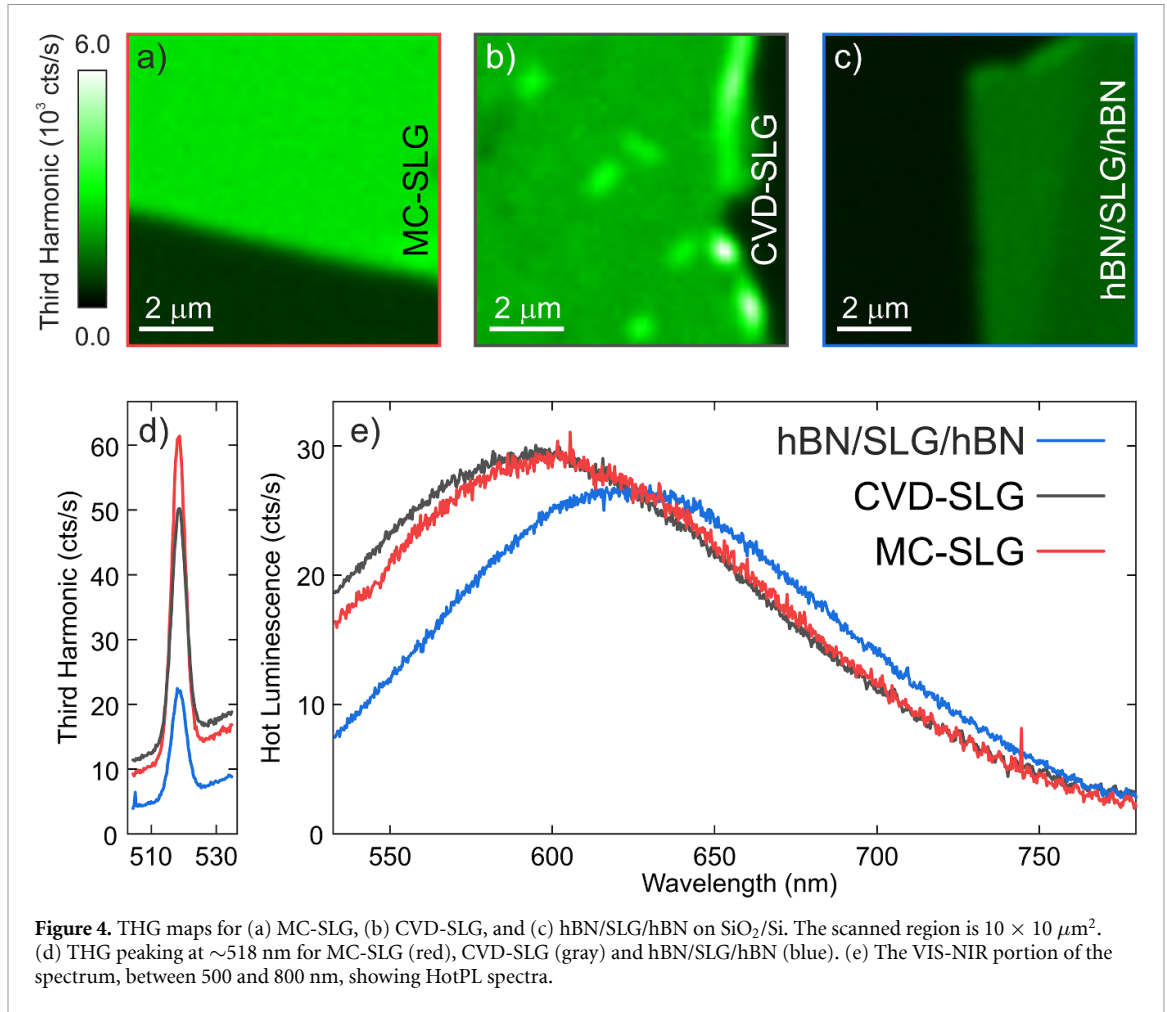 6.0
Third Harmonic (10³ cts/s)
0.0
a)
MC-SLG
2 μm
b)
CVD-SLG
2 μm
c)
hBN/SLG/hBN
d)
Third Harmonic (cts/s)
60
50
40
30
20
10
0
510 530
e)
Hot Luminescence (cts/s)
30
20
10
0
hBN/SLG/hBN
CVD-SLG
MC-SLG
550 600 650 700 750
Wavelength (nm)
2 μm
Figure 4. THG maps for (a) MC-SLG, (b) CVD-SLG, and (c) hBN/SLG/hBN on SiO₂/Si. The scanned region is 10 × 10 μm².
(d) THG peaking at ∼518 nm for MC-SLG (red), CVD-SLG (gray) and hBN/SLG/hBN (blue). (e) The VIS-NIR portion of the
spectrum, between 500 and 800 nm, showing HotPL spectra.